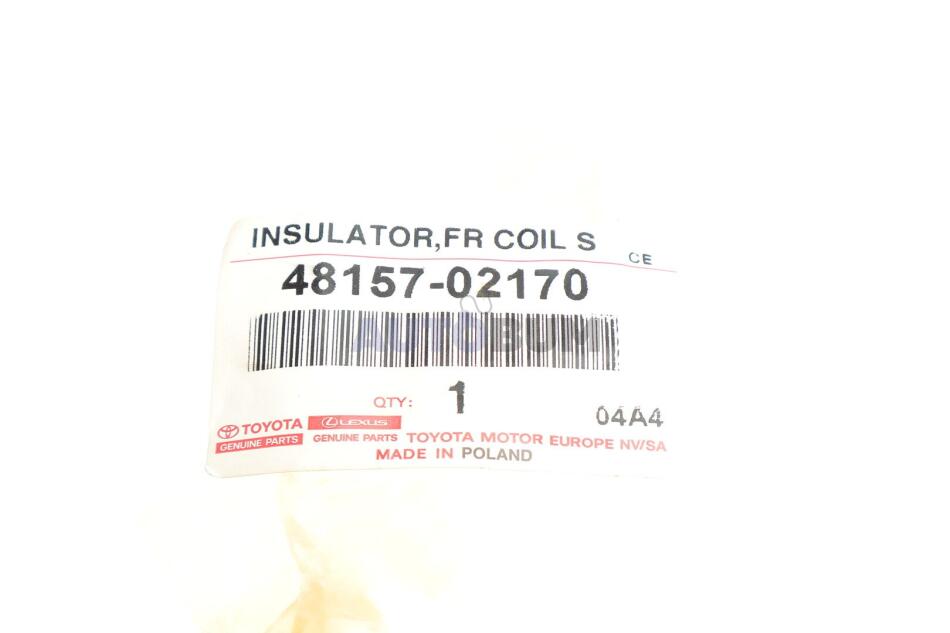 INSULATOR,FR COIL S
CE
48157-02170
AUTOBUM
QTY: 1
04A4
TOYOTA
GENUINE PARTS
LEXUS
GENUINE PARTS
TOYOTA MOTOR EUROPE NV/SA
MADE IN POLAND